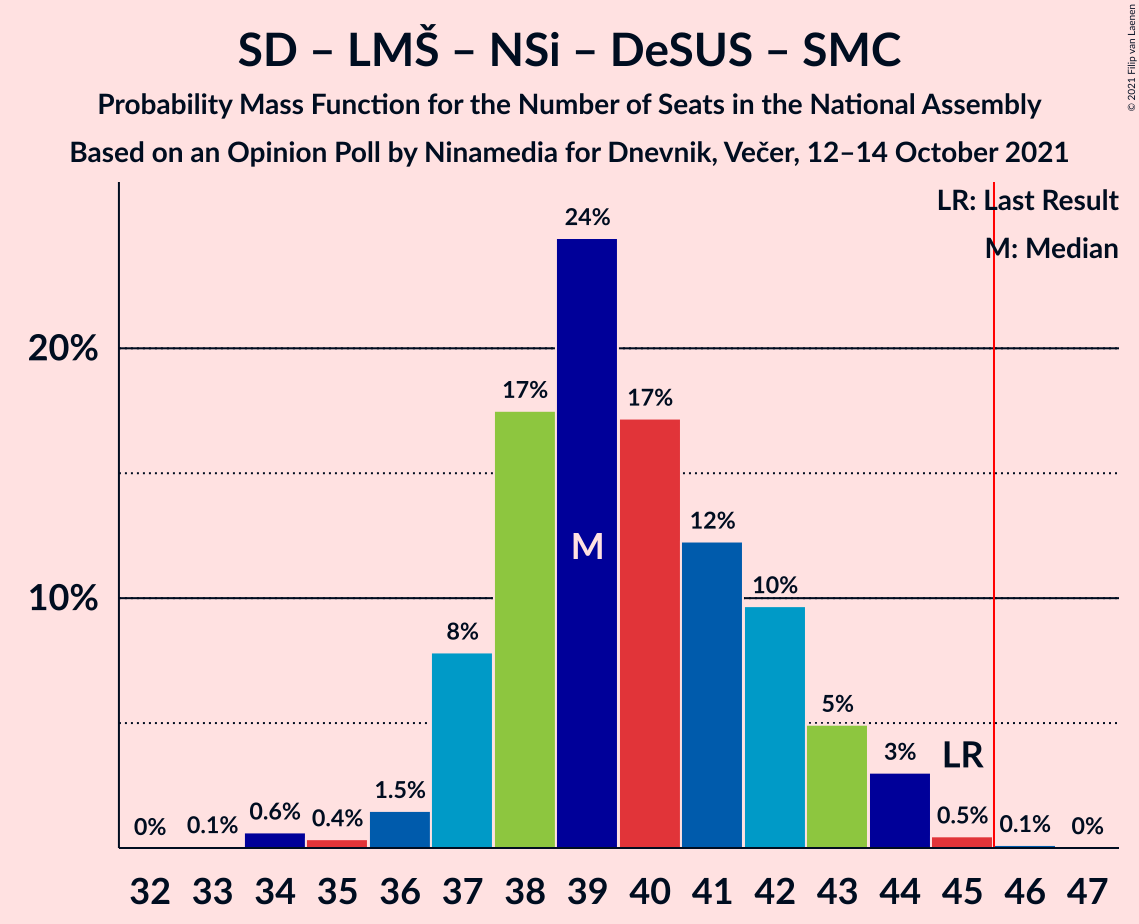 SD – LMŠ – NSi – DeSUS – SMC
Probability Mass Function for the Number of Seats in the National Assembly
Based on an Opinion Poll by Ninamedia for Dnevnik, Večer, 12–14 October 2021
© 2021 Filip van Laenen
LR: Last Result
M: Median
20%
10%
0%
0.1%
0.6%
0.4%
1.5%
8%
17%
24%
17%
12%
10%
5%
3%
0.5%
0.1%
0%
M
LR
32 33 34 35 36 37 38 39 40 41 42 43 44 45 46 47